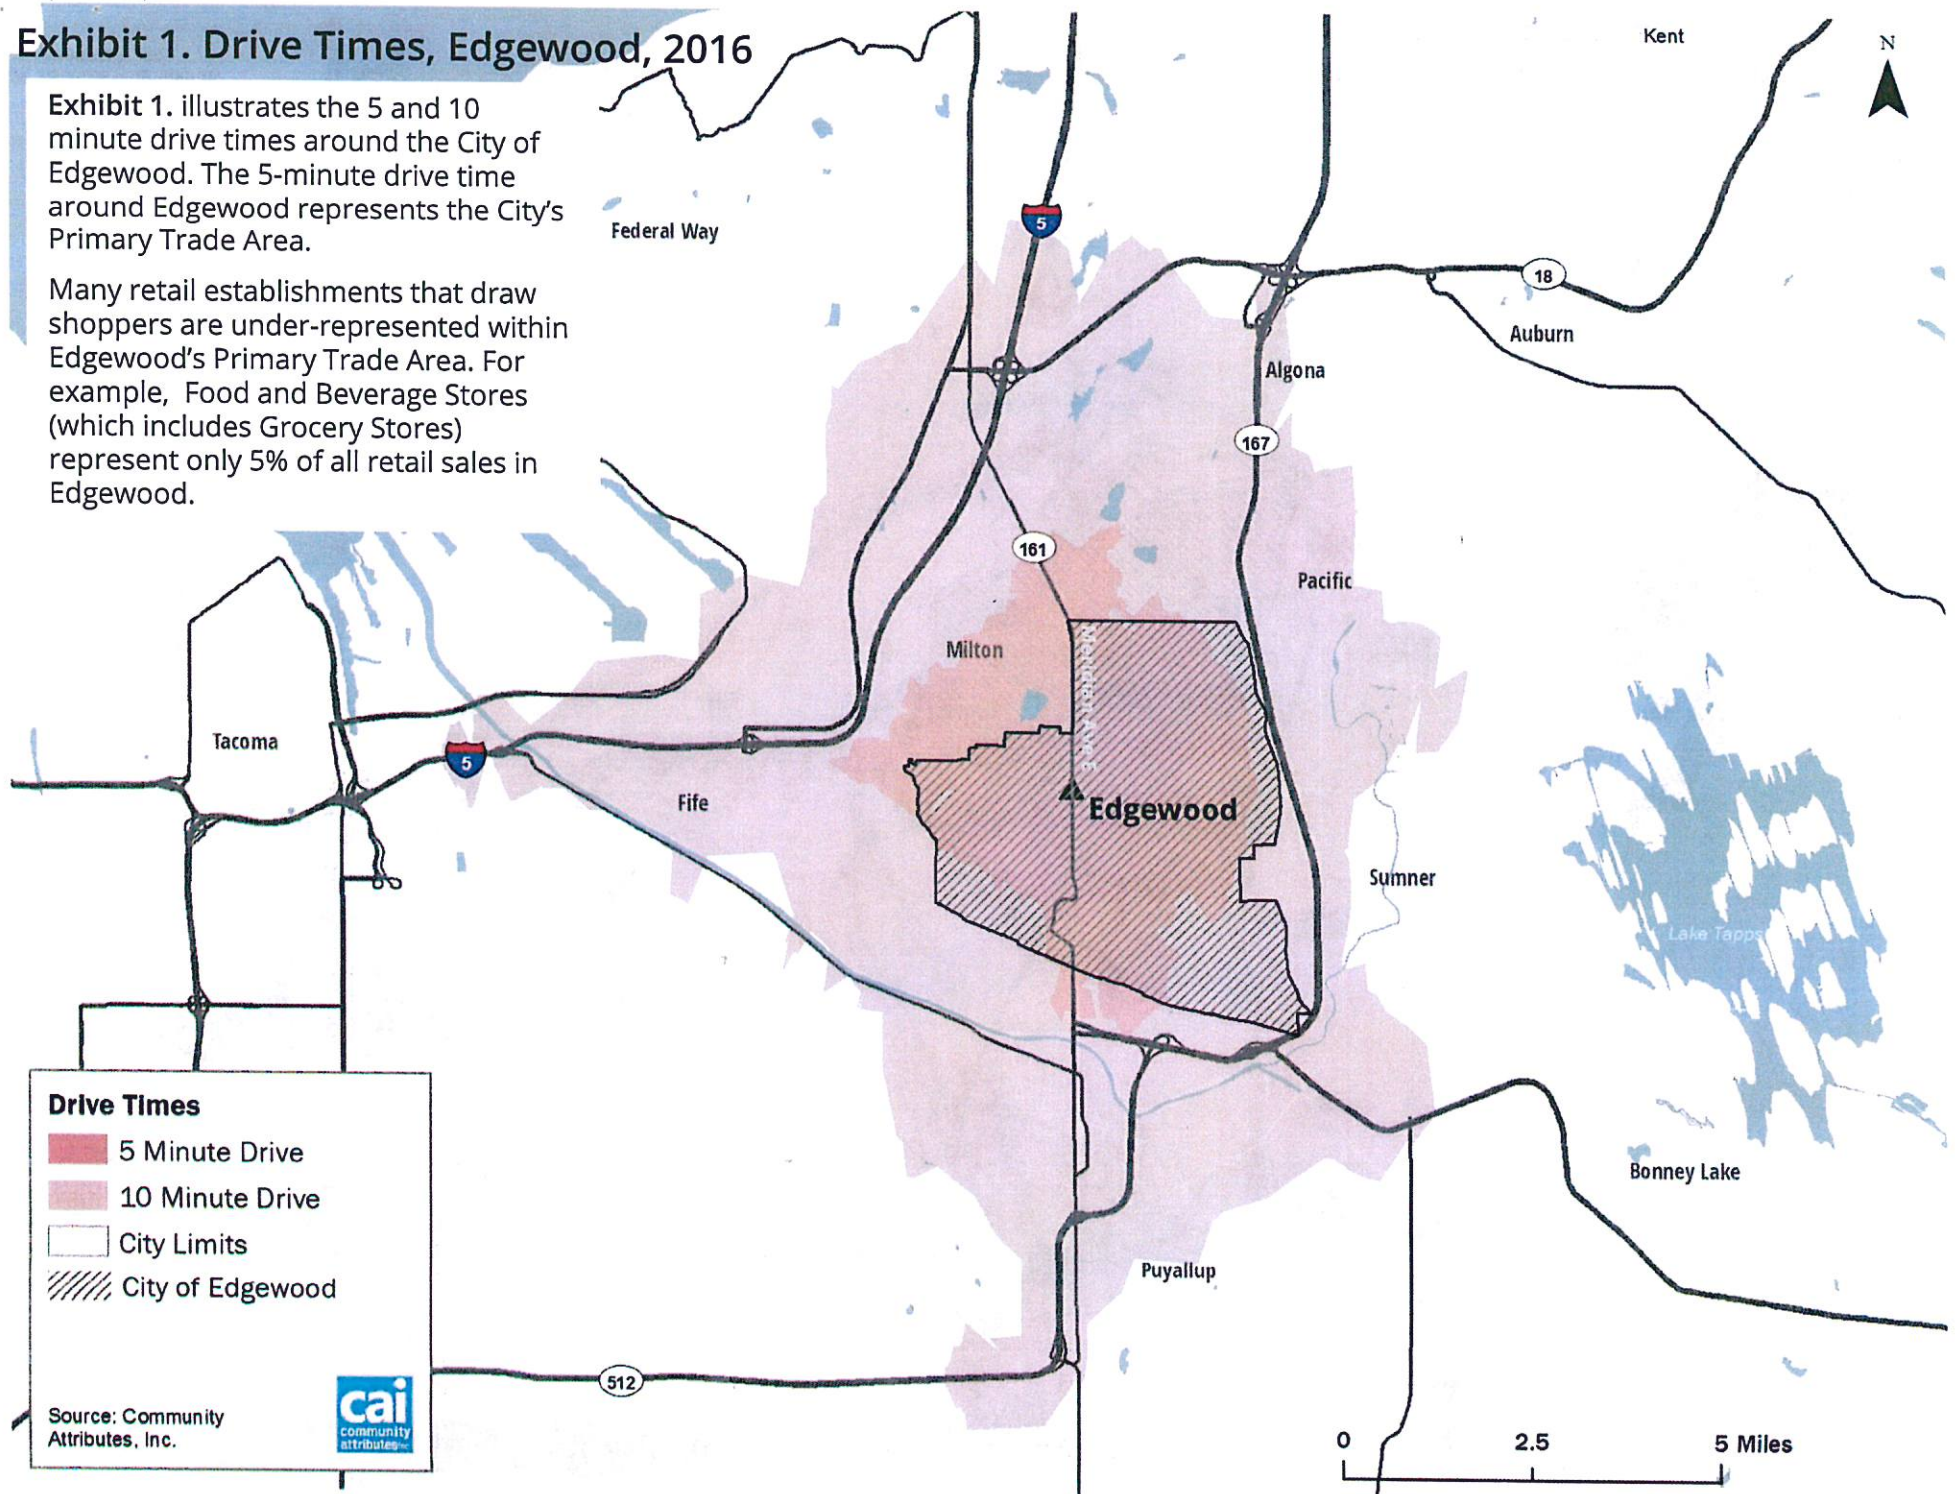 Exhibit 1. Drive Times, Edgewood, 2016
Exhibit 1. illustrates the 5 and 10
minute drive times around the City of
Edgewood. The 5-minute drive time
around Edgewood represents the City's
Primary Trade Area.
Many retail establishments that draw
shoppers are under-represented within
Edgewood's Primary Trade Area. For
example, Food and Beverage Stores
(which includes Grocery Stores)
represent only 5% of all retail sales in
Edgewood.
Kent
N
Federal Way
5
18
Auburn
Algona
167
161
Pacific
Milton
Meridian Ave E
Tacoma
5
Fife
Edgewood
Sumner
Lake Tapps
Bonney Lake
Puyallup
512
Drive Times
5 Minute Drive
10 Minute Drive
City Limits
City of Edgewood
Source: Community
Attributes, Inc.
cai
community
attributes inc
0 2.5 5 Miles